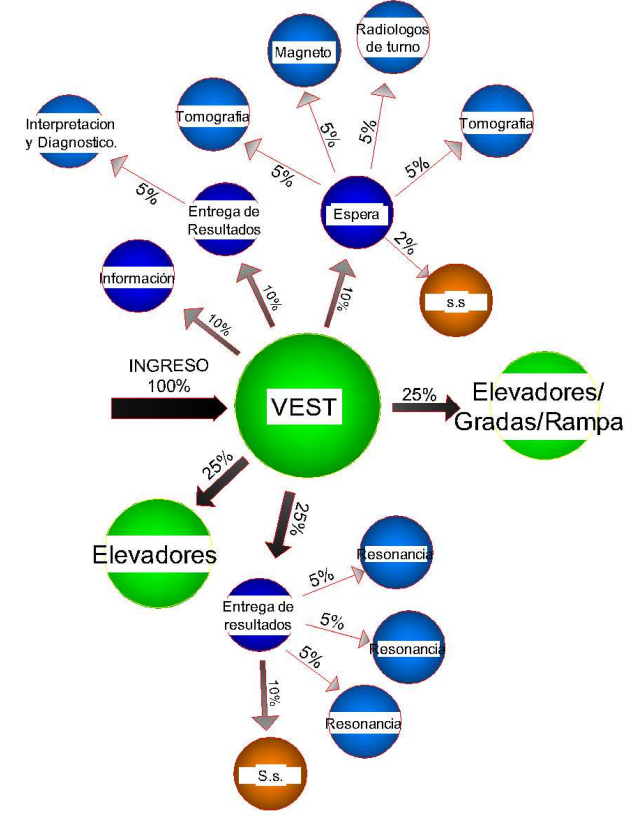 Radiologos
de turno
Magneto
Tomografia
Tomografia
Interpretacion
y Diagnostico.
5%
5%
5%
5%
5%
Entrega de
Resultados
Espera
2%
Información
s.s
10%
10%
10%
INGRESO
100%
VEST
25%
Elevadores/
Gradas/Rampa
25%
25%
Elevadores
Resonancia
5%
Entrega de
resultados
5%
Resonancia
5%
10%
Resonancia
S.s.